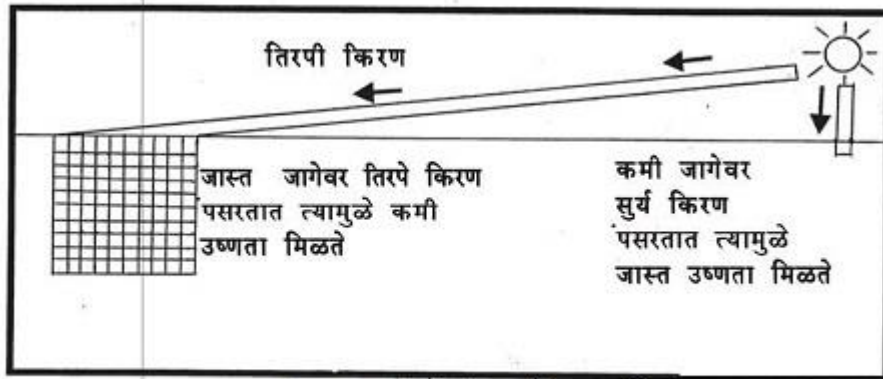 तिरपी किरण
जास्त जागेवर तिरपे किरण
पसरतात त्यामुळे कमी
उष्णता मिळते
कमी जागेवर
सुर्य किरण
पसरतात त्यामुळे
जास्त उष्णता मिळते